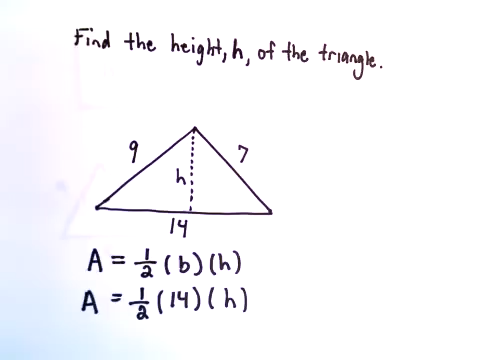 Find the height, h, of the triangle.
9
7
h
14
A = 1/2 (b)(h)
A = 1/2 (14)(h)